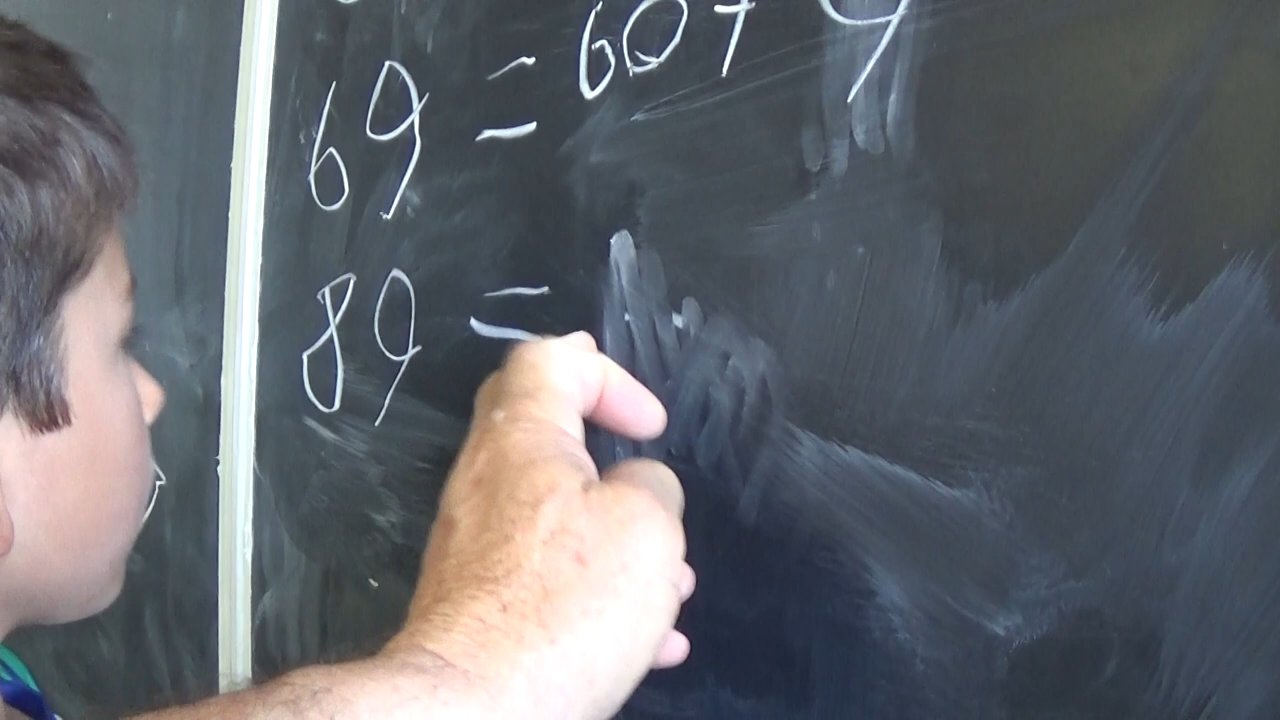 69 = 60 + 9
89 =